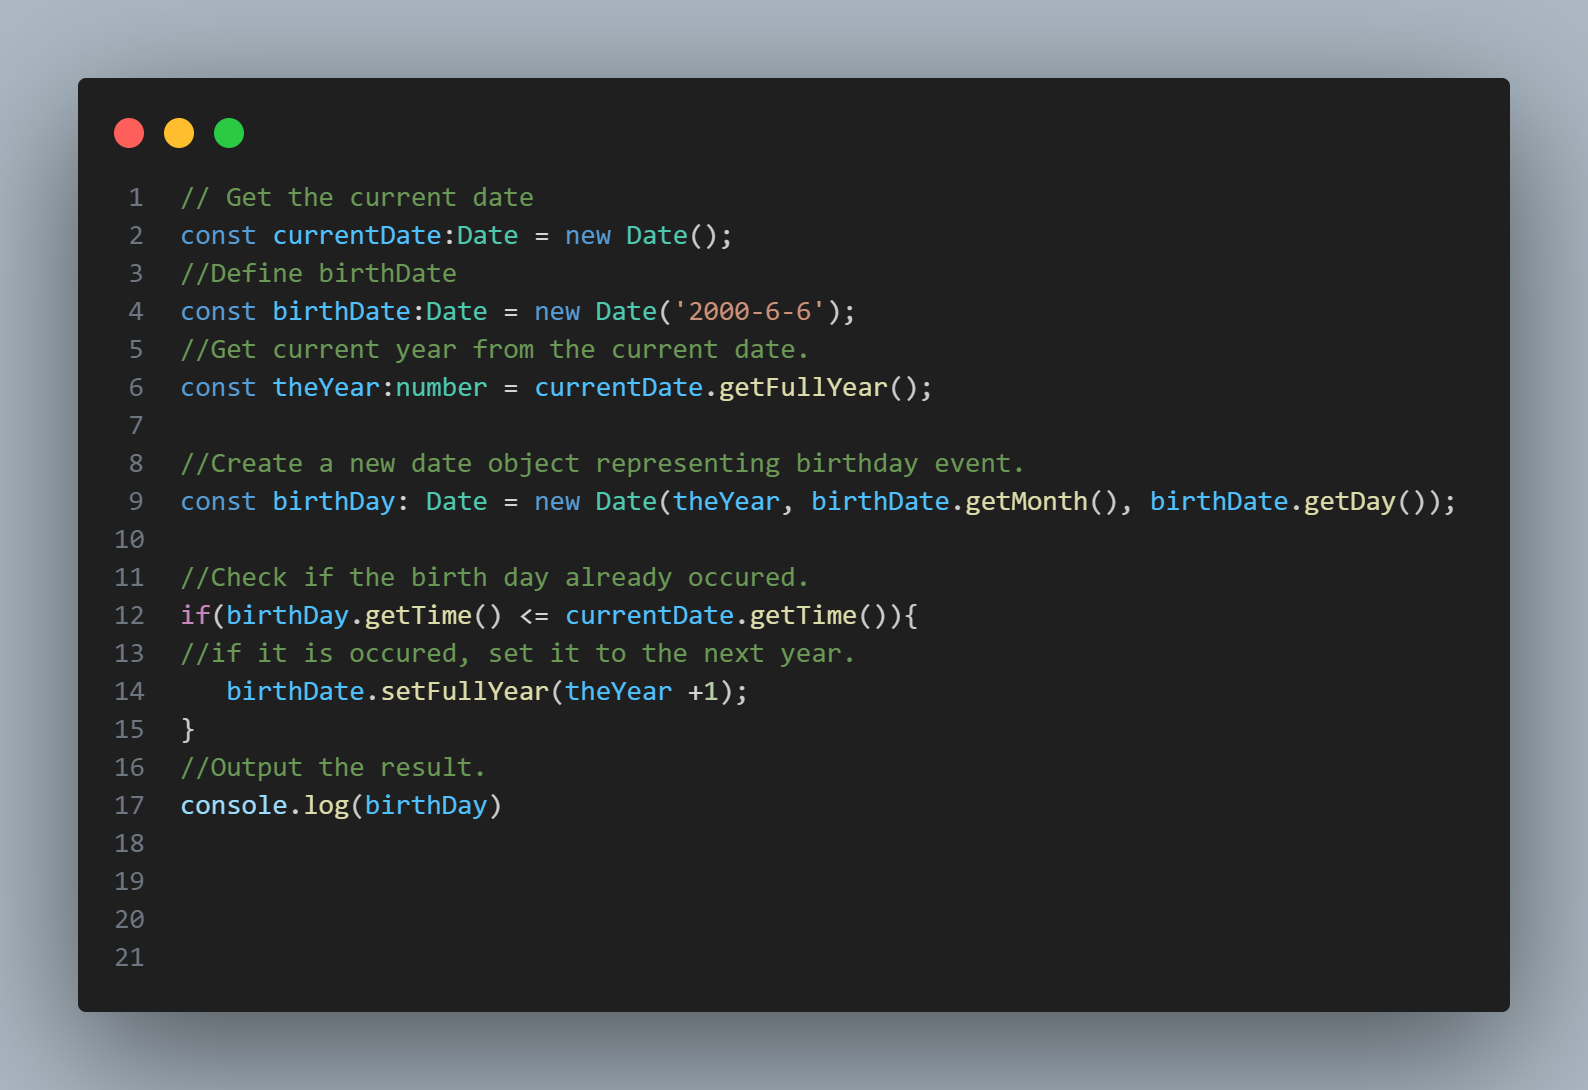 1 // Get the current date
2 const currentDate:Date = new Date();
3 //Define birthDate
4 const birthDate:Date = new Date('2000-6-6');
5 //Get current year from the current date.
6 const theYear:number = currentDate.getFullYear();
7
8 //Create a new date object representing birthday event.
9 const birthDay: Date = new Date(theYear, birthDate.getMonth(), birthDate.getDay());
10
11 //Check if the birth day already occured.
12 if(birthDay.getTime() <= currentDate.getTime()){
13 //if it is occured, set it to the next year.
14    birthDate.setFullYear(theYear +1);
15 }
16 //Output the result.
17 console.log(birthDay)
18
19
20
21